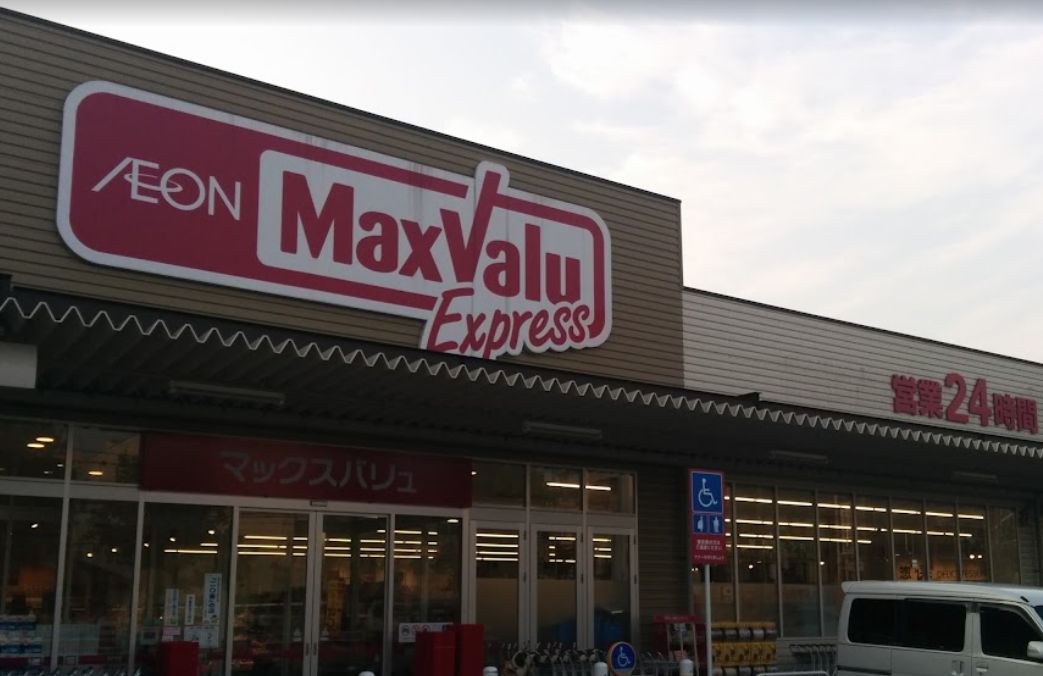 ÆON
MaxValu
Express
営業24時間
マックスバリュ